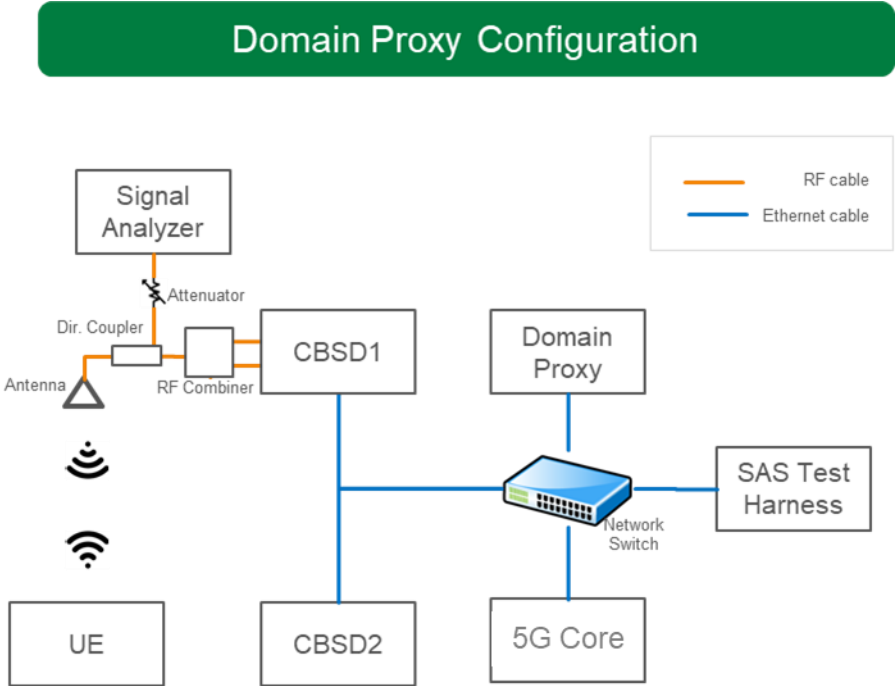 Domain Proxy Configuration
RF cable
Ethernet cable
Signal
Analyzer
Attenuator
Dir. Coupler
CBSD1
Domain
Proxy
Antenna
RF Combiner
SAS Test
Harness
Network
Switch
UE
CBSD2
5G Core